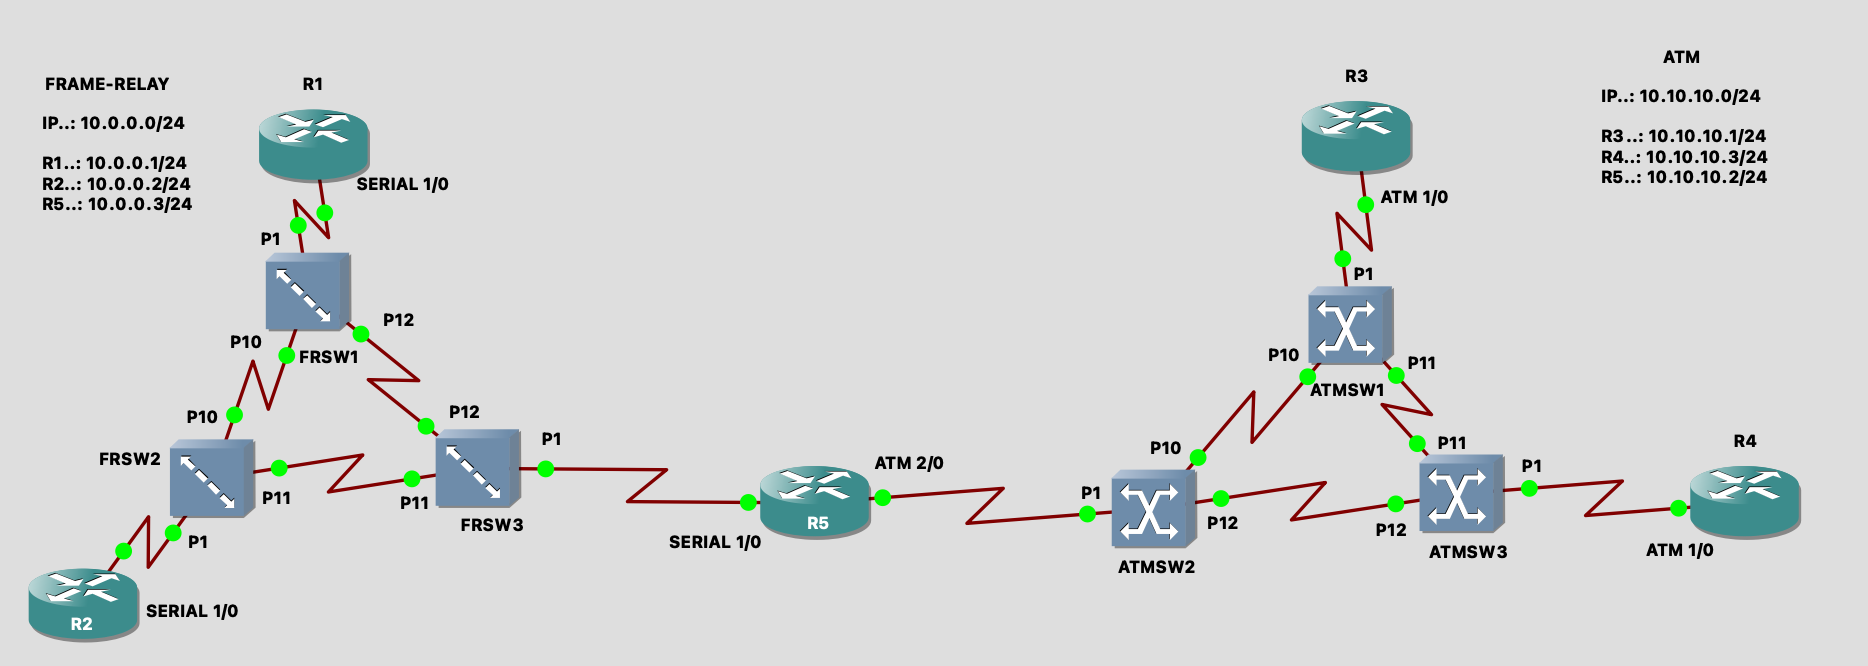 FRAME-RELAY
IP..: 10.0.0.0/24
R1..: 10.0.0.1/24
R2..: 10.0.0.2/24
R5..: 10.0.0.3/24
R1
SERIAL 1/0
P1
P12
P10
FRSW1
P10
P12
FRSW2
P11
P11
P1
FRSW3
P1
SERIAL 1/0
R2
SERIAL 1/0
R5
ATM 2/0
ATM
IP..: 10.10.10.0/24
R3..: 10.10.10.1/24
R4..: 10.10.10.3/24
R5..: 10.10.10.2/24
R3
ATM 1/0
P1
P10
P11
ATMSW1
P10
P11
P1
P12
P12
P1
ATMSW2
ATMSW3
R4
ATM 1/0